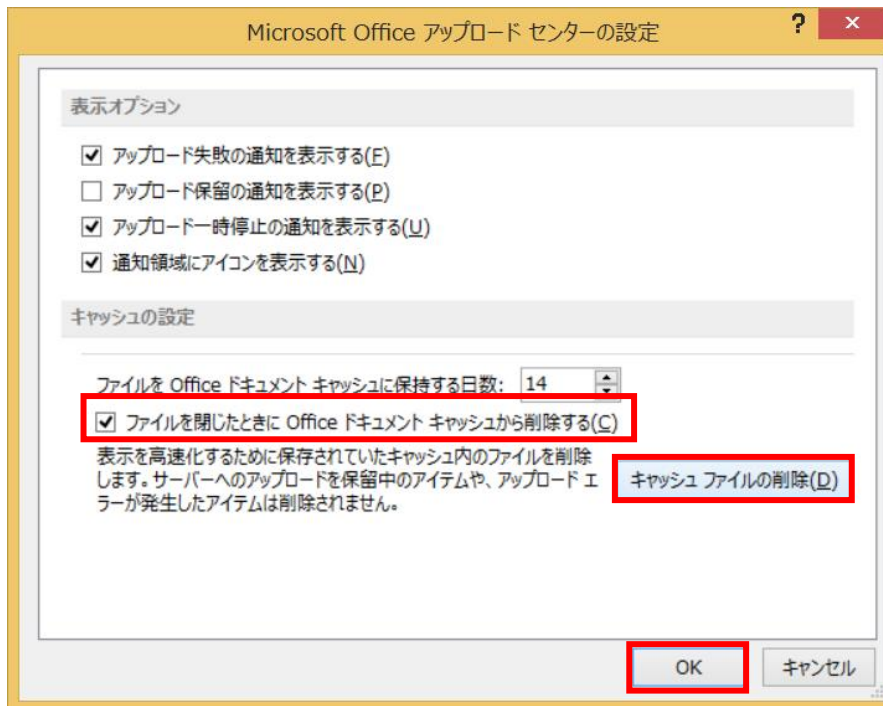 Microsoft Office アップロード センターの設定
?
×
表示オプション
アップロード失敗の通知を表示する(F)
アップロード保留の通知を表示する(P)
アップロード一時停止の通知を表示する(U)
通知領域にアイコンを表示する(N)
キャッシュの設定
ファイルを Office ドキュメント キャッシュに保持する日数: 14
ファイルを閉じたときに Office ドキュメント キャッシュから削除する(C)
表示を高速化するために保存されていたキャッシュ内のファイルを削除
します。サーバーへのアップロードを保留中のアイテムや、アップロード エ
ラーが発生したアイテムは削除されません。
キャッシュ ファイルの削除(D)
OK
キャンセル